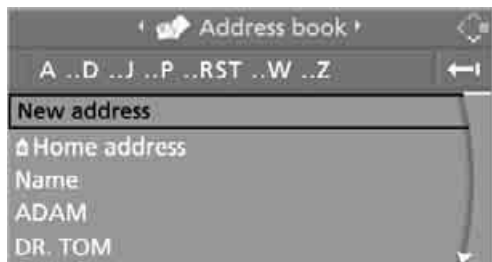 Address book
A ..D ..J ..P ..RST ..W ..Z
New address
Home address
Name
ADAM
DR. TOM